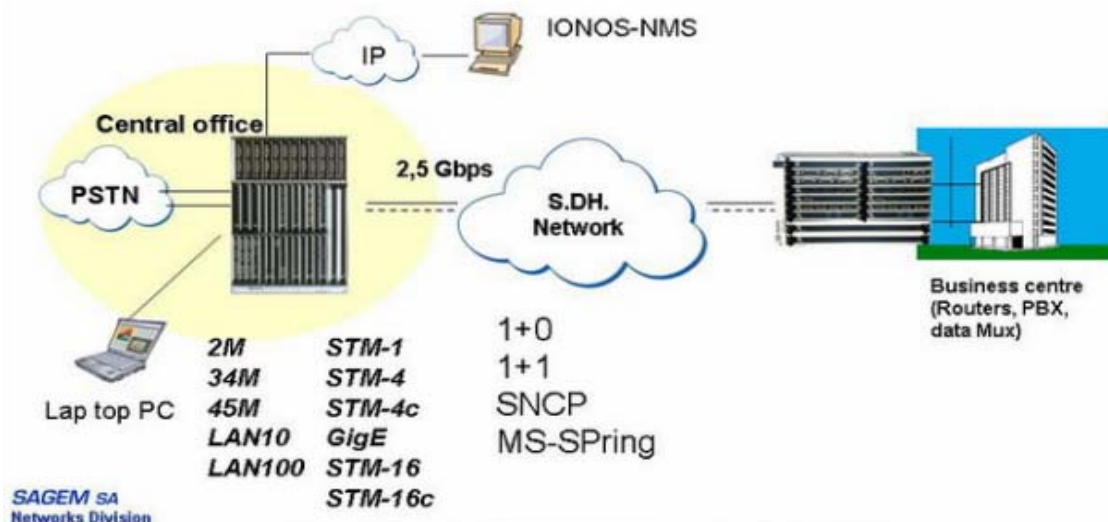 IONOS-NMS
IP
Central office
PSTN
2,5 Gbps
S.DH.
Network
Business centre
(Routers, PBX,
data Mux)
Lap top PC
2M
34M
45M
LAN10
LAN100
STM-1
STM-4
STM-4c
GigE
STM-16
STM-16c
1+0
1+1
SNCP
MS-SPring
SAGEM SA
Networks Division